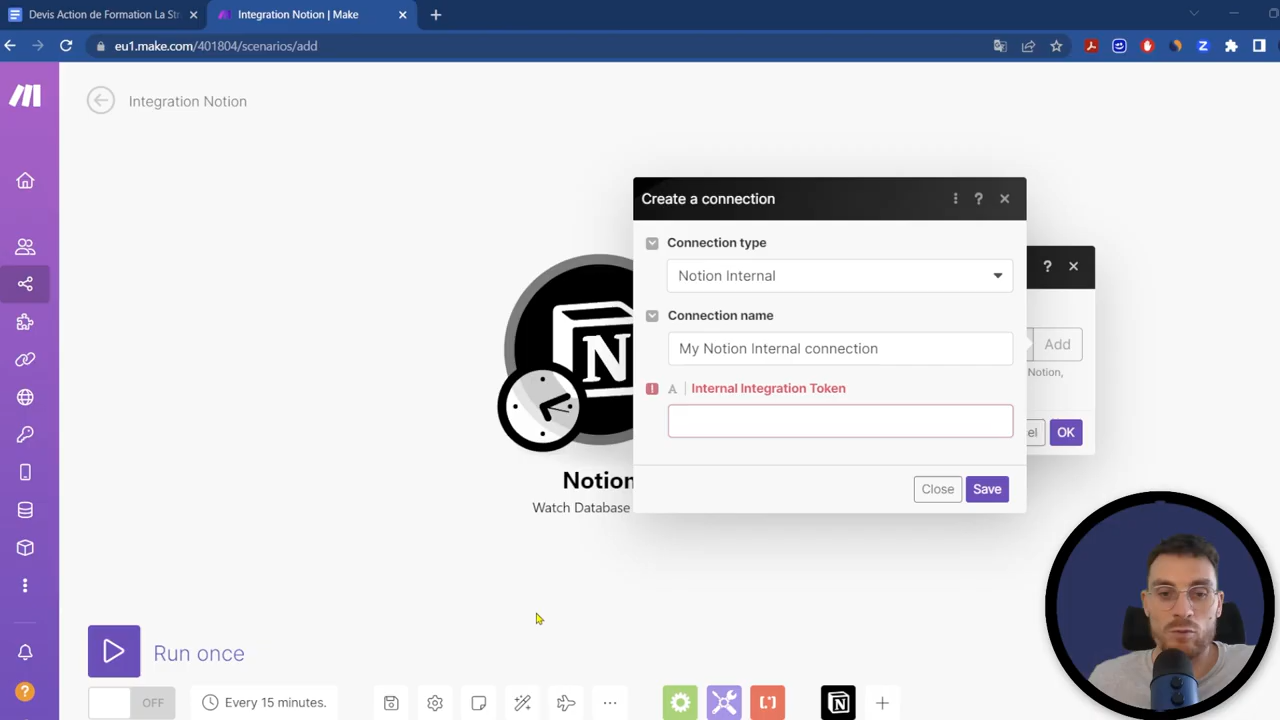 Devis Action de Formation La Str
Integration Notion | Make
eu1.make.com/401804/scenarios/add
Integration Notion
Create a connection
Connection type
Notion Internal
Connection name
My Notion Internal connection
Add
Notion,
A | Internal Integration Token
OK
Close
Save
Notion
Watch Database
Run once
OFF
Every 15 minutes.